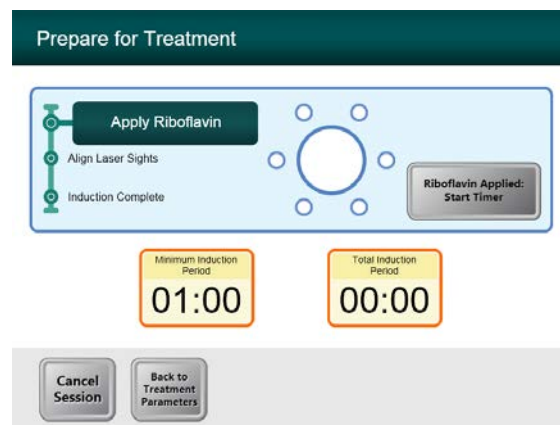 Prepare for Treatment
Apply Riboflavin
Align Laser Sights
Induction Complete
Riboflavin Applied:
Start Timer
Minimum Induction
Period
01:00
Total Induction
Period
00:00
Cancel
Session
Back to
Treatment
Parameters